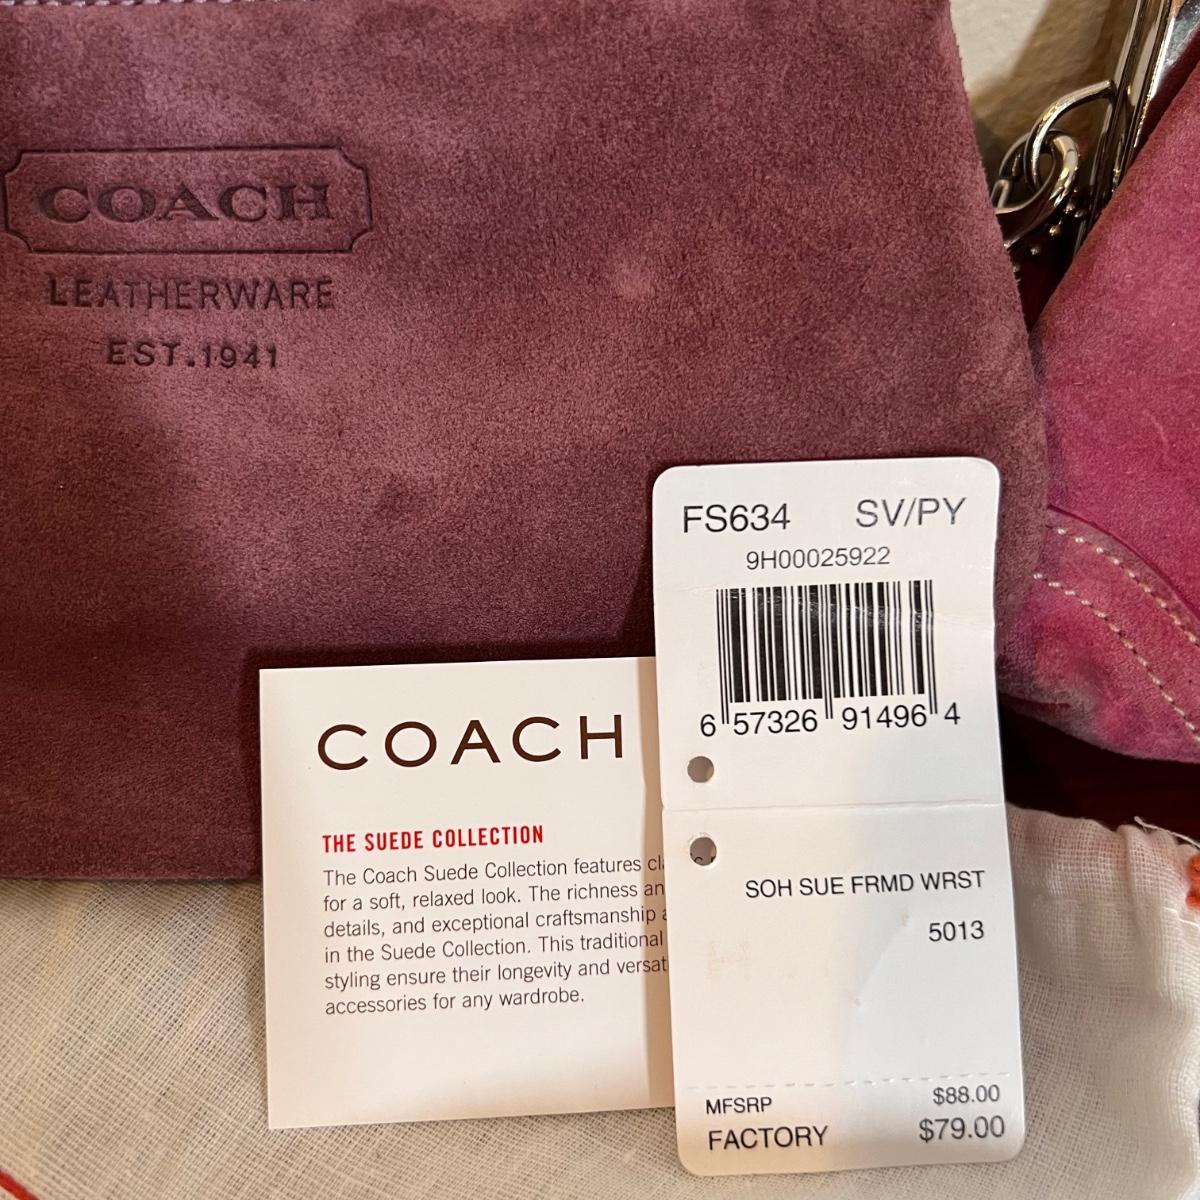 COACH
LEATHERWARE
EST.1941
FS634 SV/PY
9H00025922
6 57326 91496 4
SOH SUE FRMD WRST
5013
MFSRP $88.00
FACTORY $79.00
COACH
THE SUEDE COLLECTION
The Coach Suede Collection features
for a soft, relaxed look. The richness
details, and exceptional craftsmanship
in the Suede Collection. This traditional
styling ensure their longevity and
accessories for any wardrobe.